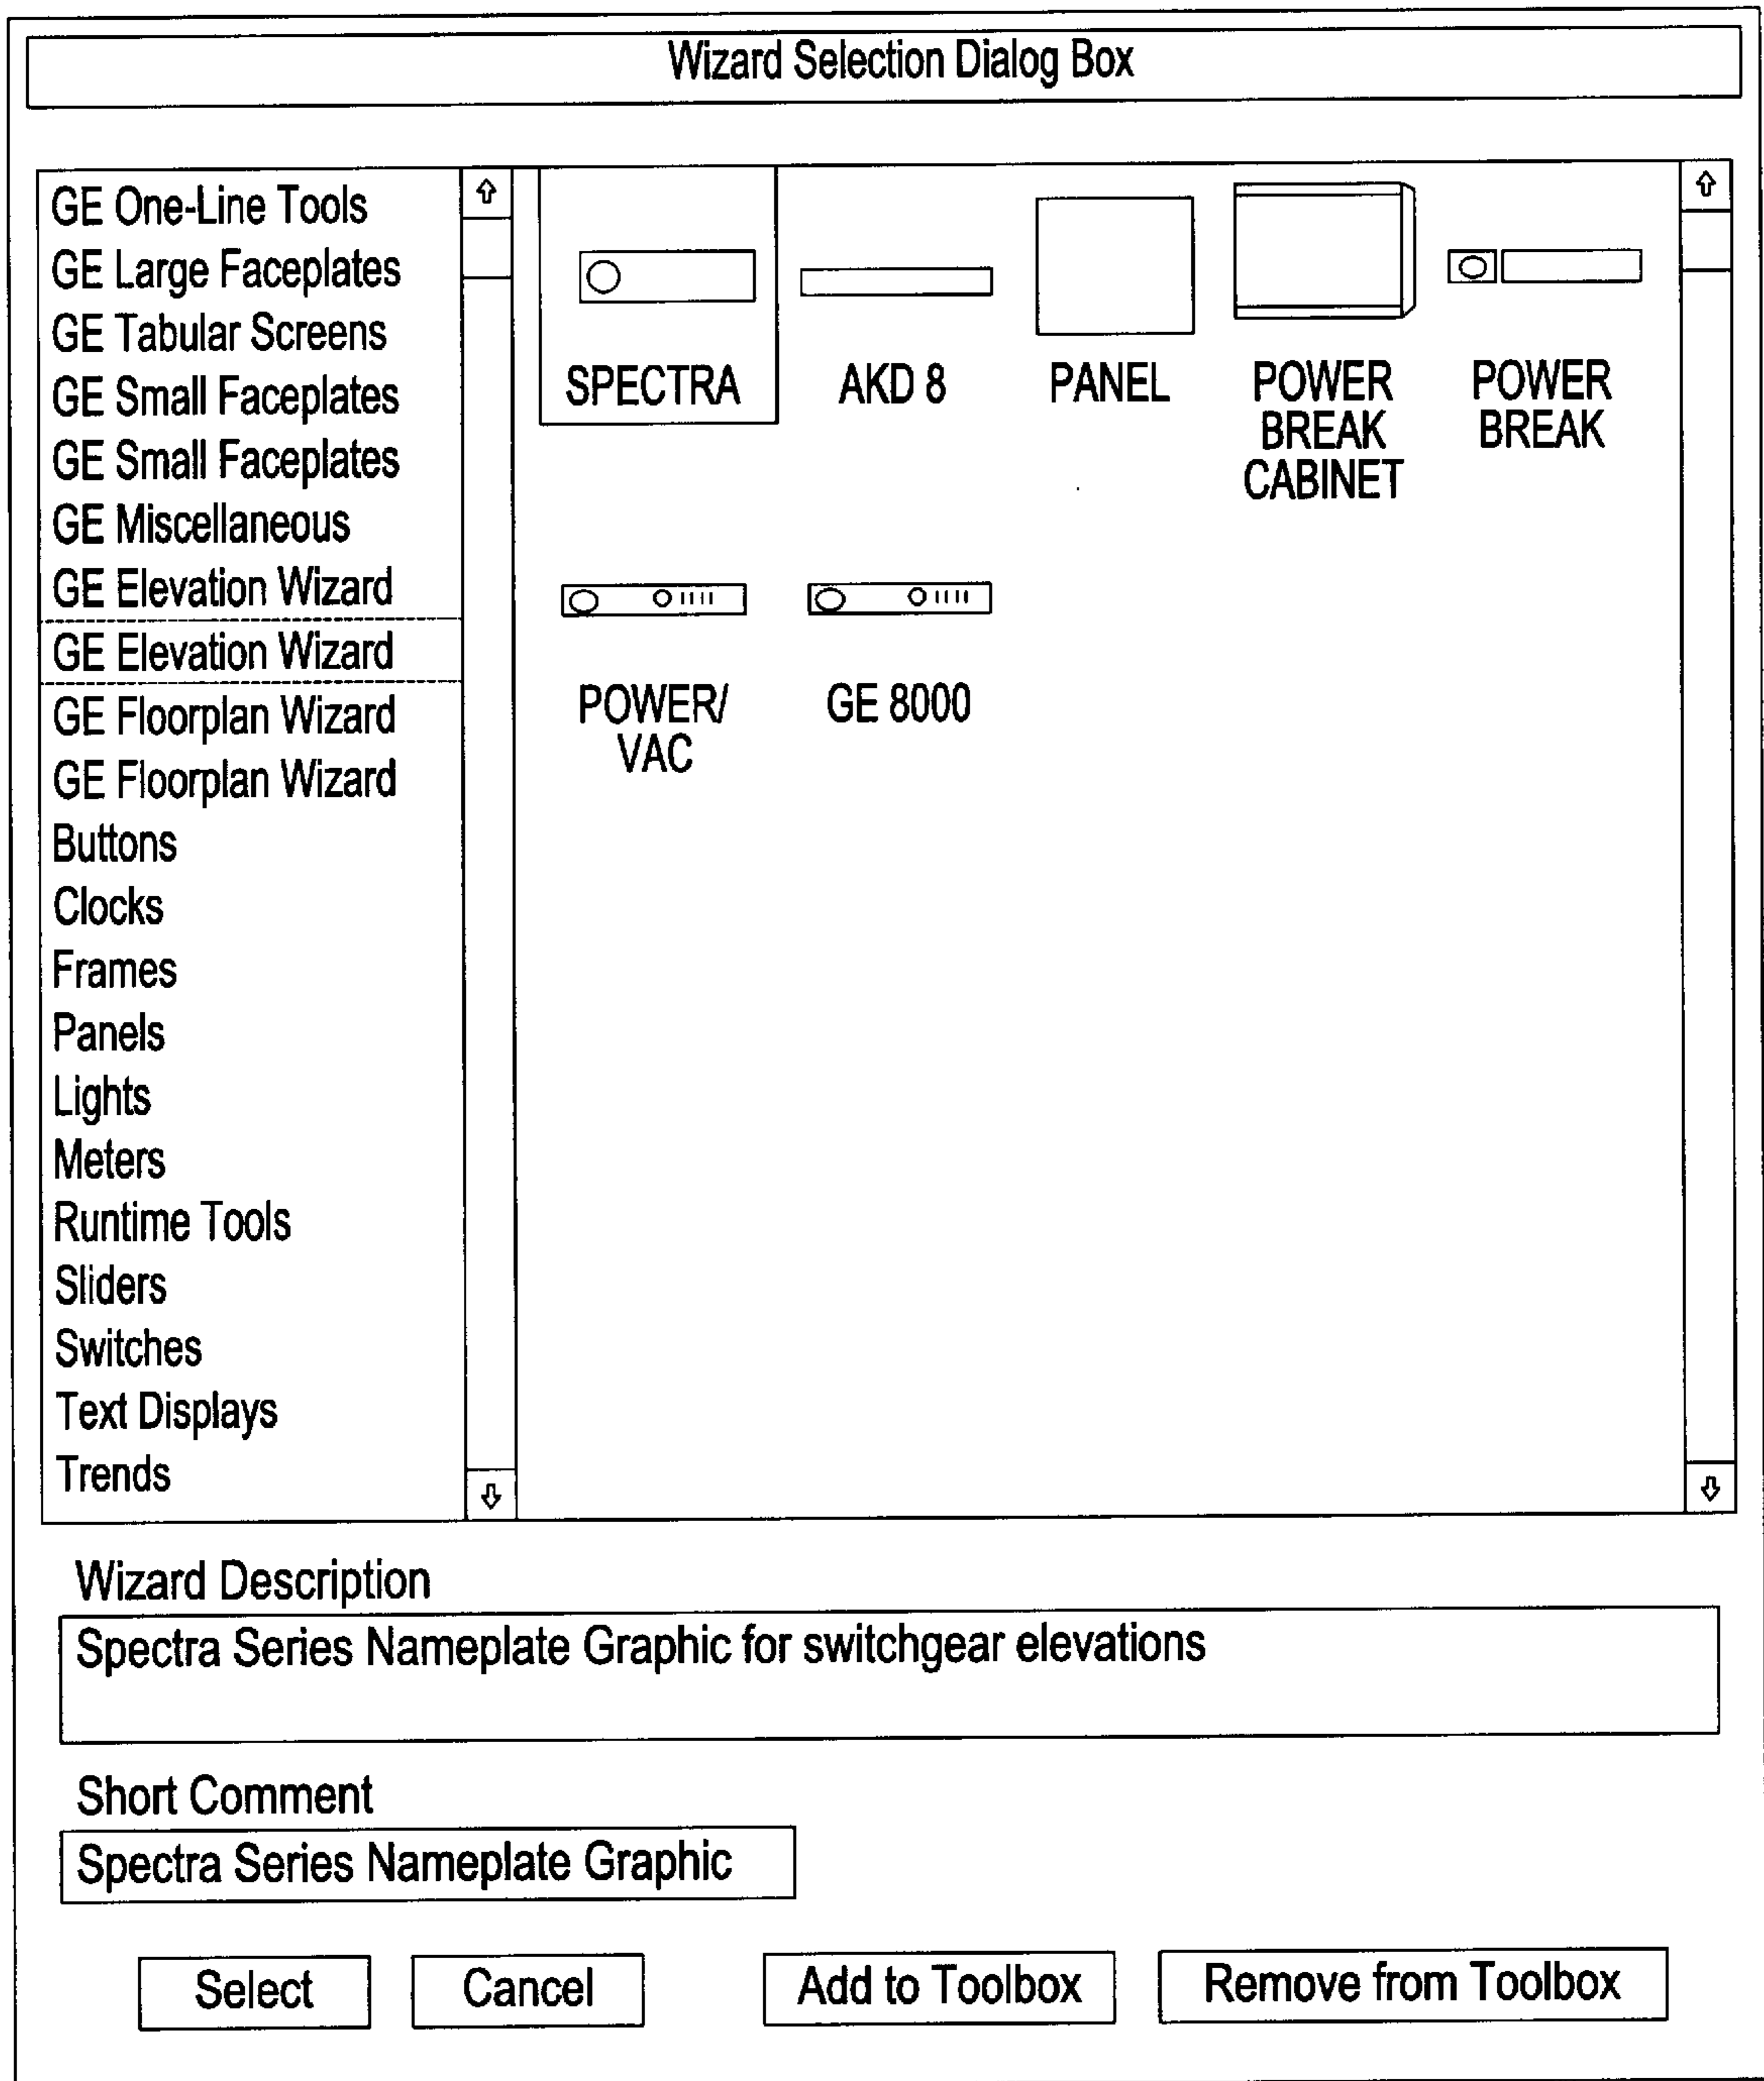 Wizard Selection Dialog Box
GE One-Line Tools
GE Large Faceplates
GE Tabular Screens
GE Small Faceplates
GE Small Faceplates
GE Miscellaneous
GE Elevation Wizard
GE Elevation Wizard
GE Floorplan Wizard
GE Floorplan Wizard
Buttons
Clocks
Frames
Panels
Lights
Meters
Runtime Tools
Sliders
Switches
Text Displays
Trends
SPECTRA
AKD 8
PANEL
POWER
BREAK
CABINET
POWER
BREAK
POWER/
VAC
GE 8000
Wizard Description
Spectra Series Nameplate Graphic for switchgear elevations
Short Comment
Spectra Series Nameplate Graphic
Select
Cancel
Add to Toolbox
Remove from Toolbox